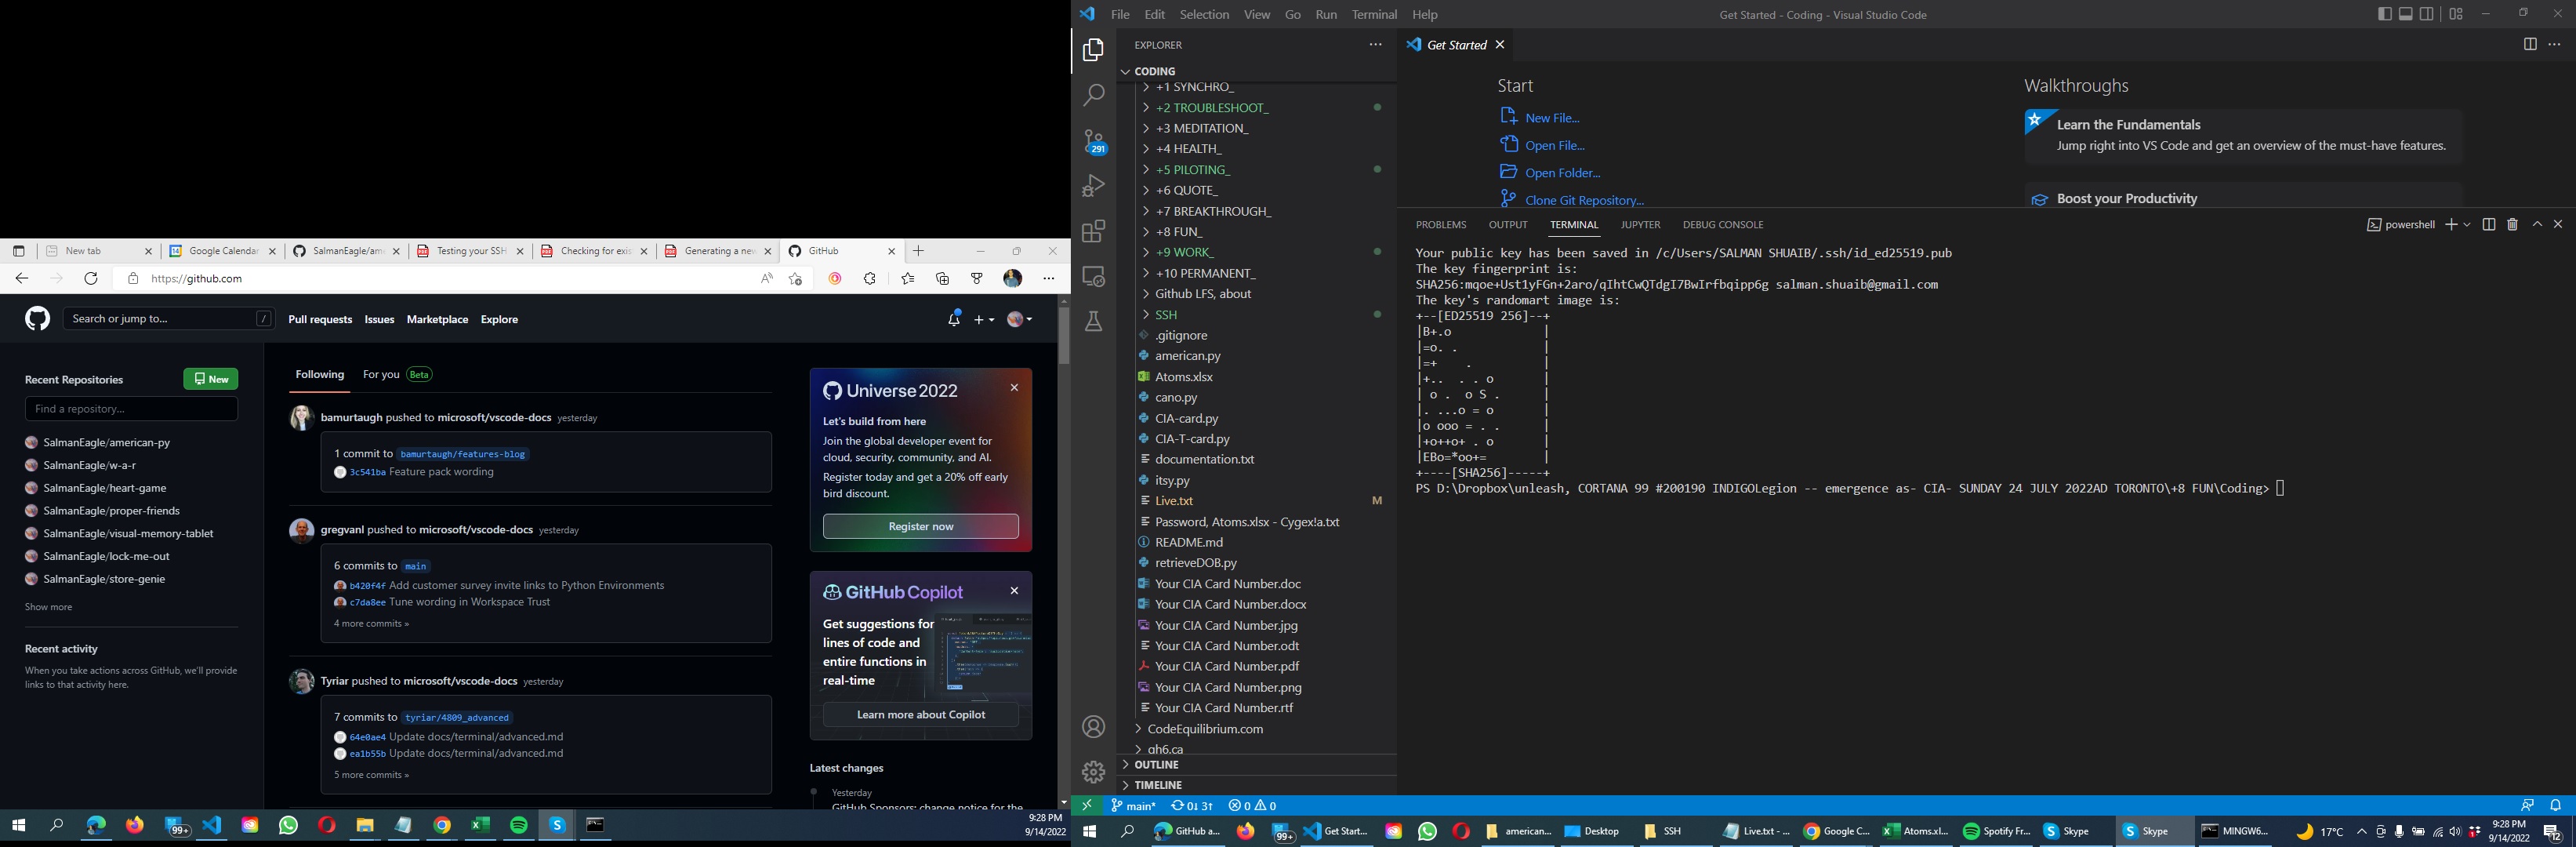 New tab
Google Calendar
SalmanEagle/ame
Testing your SSH
Checking for exis
Generating a new
GitHub
https://github.com
Search or jump to...
/
Pull requests
Issues
Marketplace
Explore
Recent Repositories
New
Find a repository...
SalmanEagle/american-py
SalmanEagle/w-a-r
SalmanEagle/heart-game
SalmanEagle/proper-friends
SalmanEagle/visual-memory-tablet
SalmanEagle/lock-me-out
SalmanEagle/store-genie
Show more
Recent activity
When you take actions across GitHub, we'll provide
links to that activity here.
Following
For you Beta
bamurtaugh pushed to microsoft/vscode-docs yesterday
1 commit to bamurtaugh/features-blog
3c541ba Feature pack wording
gregvanl pushed to microsoft/vscode-docs yesterday
6 commits to main
b420f4f Add customer survey invite links to Python Environments
c7da8ee Tune wording in Workspace Trust
4 more commits »
Tyriar pushed to microsoft/vscode-docs yesterday
7 commits to tyriar/4809_advanced
64e0ae4 Update docs/terminal/advanced.md
ea1b55b Update docs/terminal/advanced.md
5 more commits »
Universe 2022
Let's build from here
Join the global developer event for
cloud, security, community, and AI.
Register today and get a 20% off early
bird discount.
Register now
GitHub Copilot
Get suggestions for
lines of code and
entire functions in
real-time
Learn more about Copilot
Latest changes
Yesterday
GitHub Sponsors: change notice for the
99+
9:28 PM
9/14/2022
File Edit Selection View Go Run Terminal Help
Get Started - Coding - Visual Studio Code
EXPLORER
CODING
+1 SYNCHRO_
+2 TROUBLESHOOT_
+3 MEDITATION_
+4 HEALTH_
+5 PILOTING_
+6 QUOTE_
+7 BREAKTHROUGH_
+8 FUN_
+9 WORK_
+10 PERMANENT_
Github LFS, about
SSH
.gitignore
american.py
Atoms.xlsx
cano.py
CIA-card.py
CIA-T-card.py
documentation.txt
itsy.py
Live.txt M
Password, Atoms.xlsx - Cygex!a.txt
README.md
retrieveDOB.py
Your CIA Card Number.doc
Your CIA Card Number.docx
Your CIA Card Number.jpg
Your CIA Card Number.odt
Your CIA Card Number.pdf
Your CIA Card Number.png
Your CIA Card Number.rtf
CodeEquilibrium.com
gh6.ca
OUTLINE
TIMELINE
291
Get Started
Start
New File...
Open File...
Open Folder...
Clone Git Repository...
Walkthroughs
Learn the Fundamentals
Jump right into VS Code and get an overview of the must-have features.
Boost your Productivity
PROBLEMS OUTPUT TERMINAL JUPYTER DEBUG CONSOLE
powershell
Your public key has been saved in /c/Users/SALMAN SHUAIB/.ssh/id_ed25519.pub
The key fingerprint is:
SHA256:mqoe+Ust1yFGn+2aro/qIhtCwQTdgI7BwIrfbqipp6g salman.shuaib@gmail.com
The key's randomart image is:
+--[ED25519 256]--+
|B+.o             |
|=o. .            |
|=+    .          |
|+..  . . o       |
| o .  o S .      |
|. ...o = o       |
|o ooo = . .      |
|+o++o+ . o       |
|EBo=*oo+=        |
+----[SHA256]-----+
PS D:\Dropbox\unleash, CORTANA 99 #200190 INDIGOLegion -- emergence as- CIA- SUNDAY 24 JULY 2022AD TORONTO\+8 FUN\Coding>
main* 0↓ 3↑ 0 0
GitHub a...
99+
Get Start...
american...
Desktop
SSH
Live.txt - ...
Google C...
Atoms.xl...
Spotify Fr...
Skype
Skype
MINGW6...
17°C
9:28 PM
9/14/2022
12